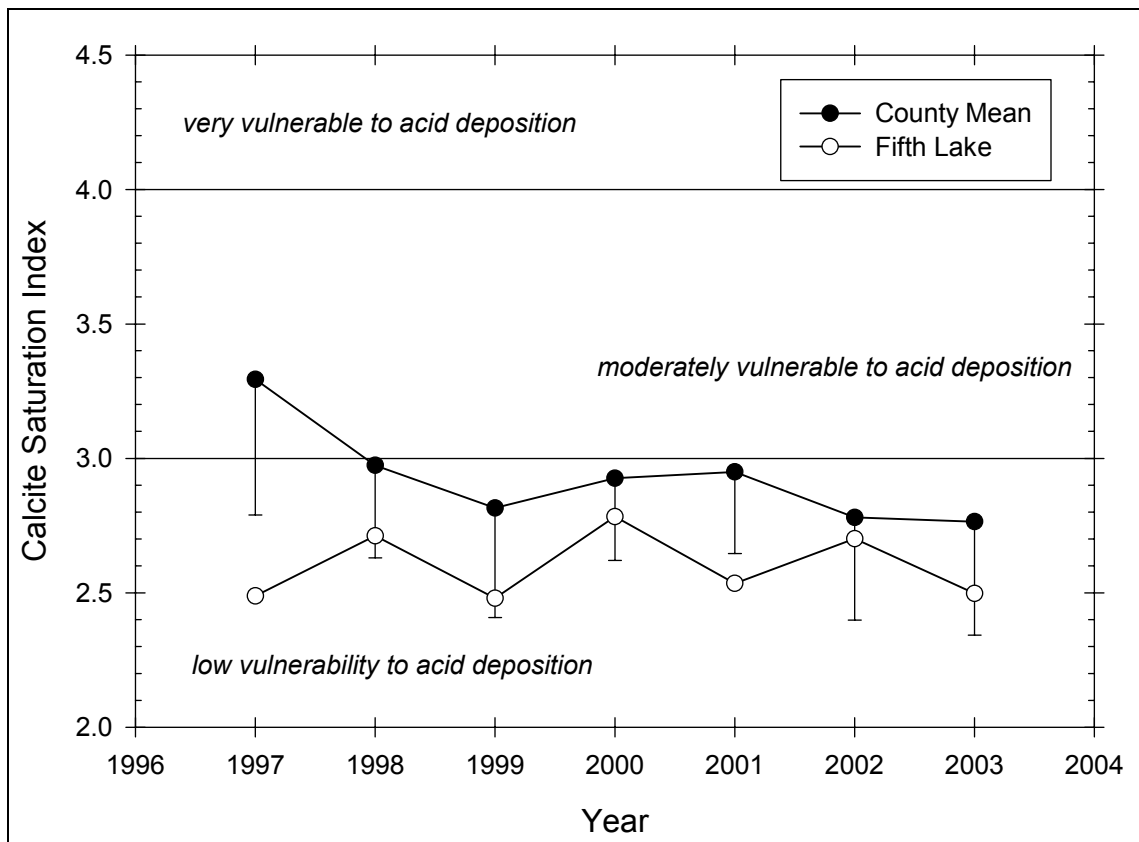 4.5
very vulnerable to acid deposition
County Mean
Fifth Lake
4.0
Calcite Saturation Index
3.5
moderately vulnerable to acid deposition
3.0
2.5
low vulnerability to acid deposition
2.0
1996 1997 1998 1999 2000 2001 2002 2003 2004
Year